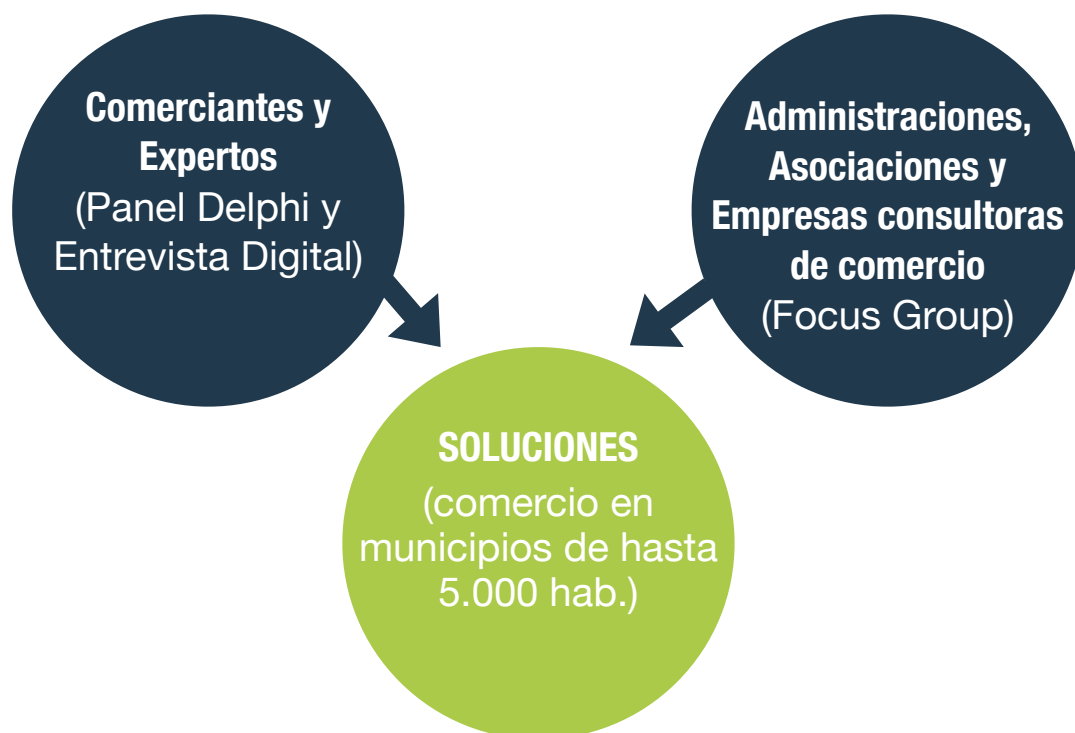 Comerciantes y
Expertos
(Panel Delphi y
Entrevista Digital)
Administraciones,
Asociaciones y
Empresas consultoras
de comercio
(Focus Group)
SOLUCIONES
(comercio en
municipios de hasta
5.000 hab.)